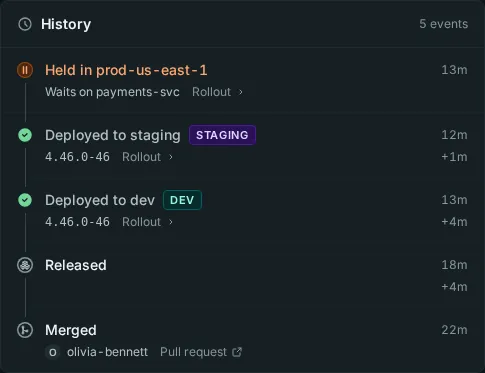 History 5 events
Held in prod-us-east-1 13m
Waits on payments-svc Rollout
Deployed to staging STAGING 12m
4.46.0-46 Rollout +1m
Deployed to dev DEV 13m
4.46.0-46 Rollout +4m
Released 18m
+4m
Merged 22m
O olivia-bennett Pull request